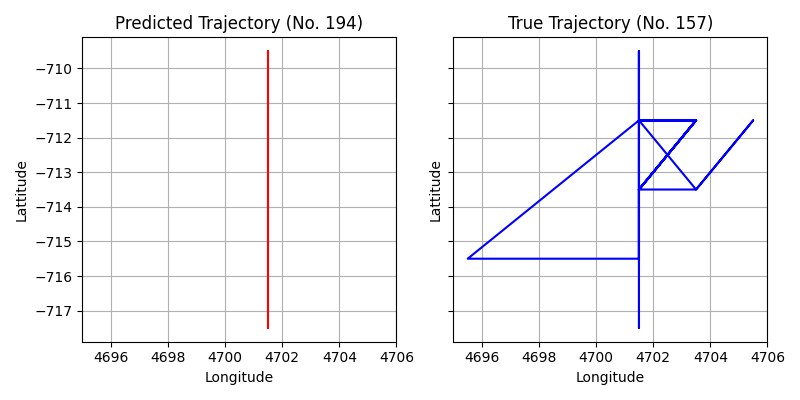 Predicted Trajectory (No. 194)
True Trajectory (No. 157)
−710
−711
−712
−713
−714
−715
−716
−717
Lattitude
Lattitude
4696 4698 4700 4702 4704 4706
4696 4698 4700 4702 4704 4706
Longitude
Longitude